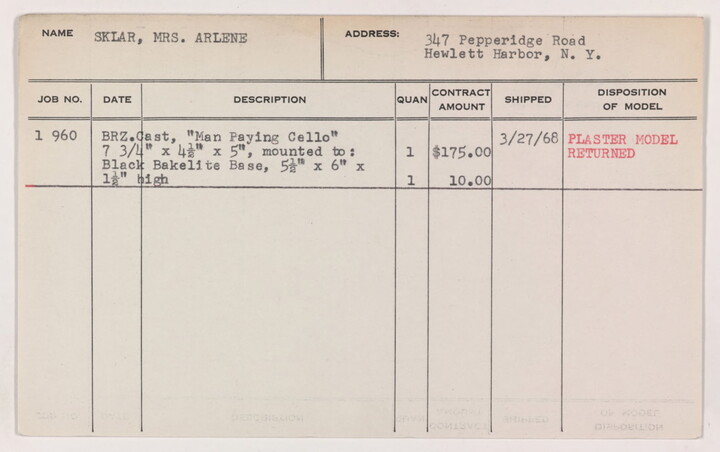 NAME SKLAR, MRS. ARLENE ADDRESS: 347 Pepperidge Road
Hewlett Harbor, N. Y.
JOB NO. DATE DESCRIPTION QUAN CONTRACT AMOUNT SHIPPED DISPOSITION OF MODEL
1 960 BRZ.Cast, "Man Paying Cello" 3/27/68 PLASTER MODEL
7 3/4" x 4½" x 5", mounted to: 1 $175.00 RETURNED
Black Bakelite Base, 5½" x 6" x
1½" high 1 10.00